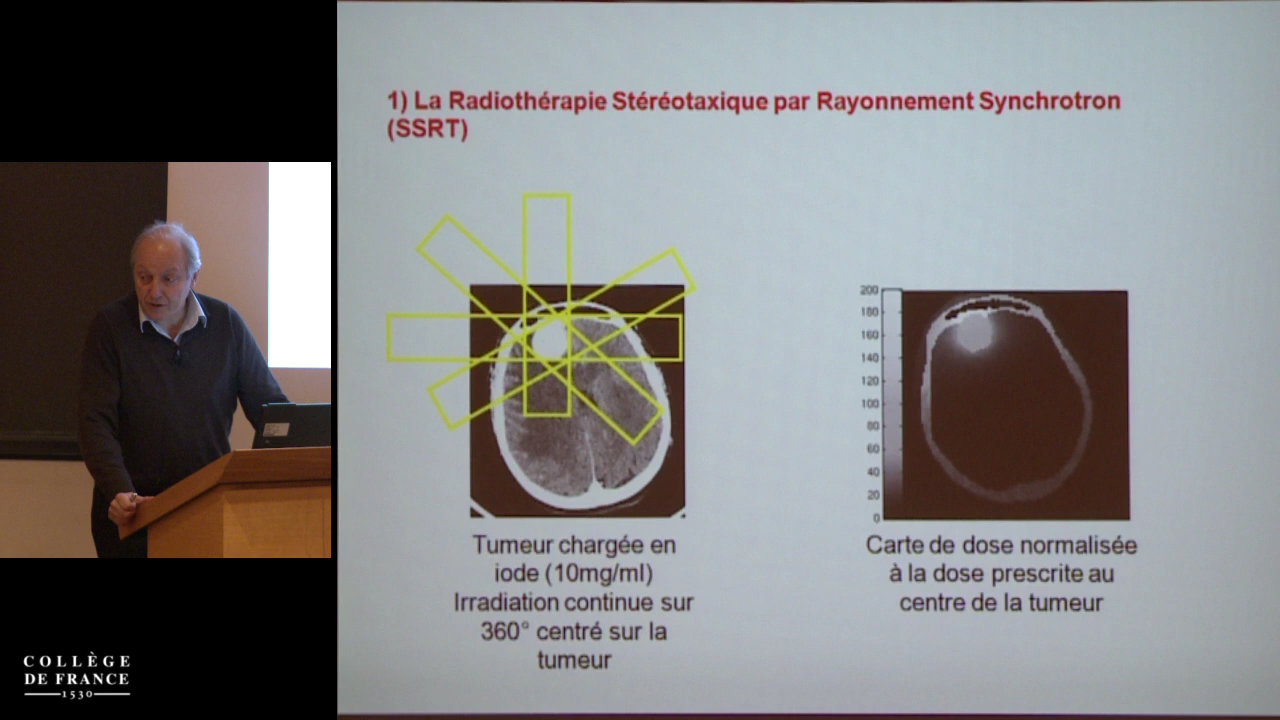 1) La Radiothérapie Stéréotaxique par Rayonnement Synchrotron
(SSRT)
200
180
160
140
120
100
80
60
40
20
0
Tumeur chargée en
iode (10mg/ml)
Irradiation continue sur
360° centré sur la
tumeur
Carte de dose normalisée
à la dose prescrite au
centre de la tumeur
COLLÈGE
DE FRANCE
1530